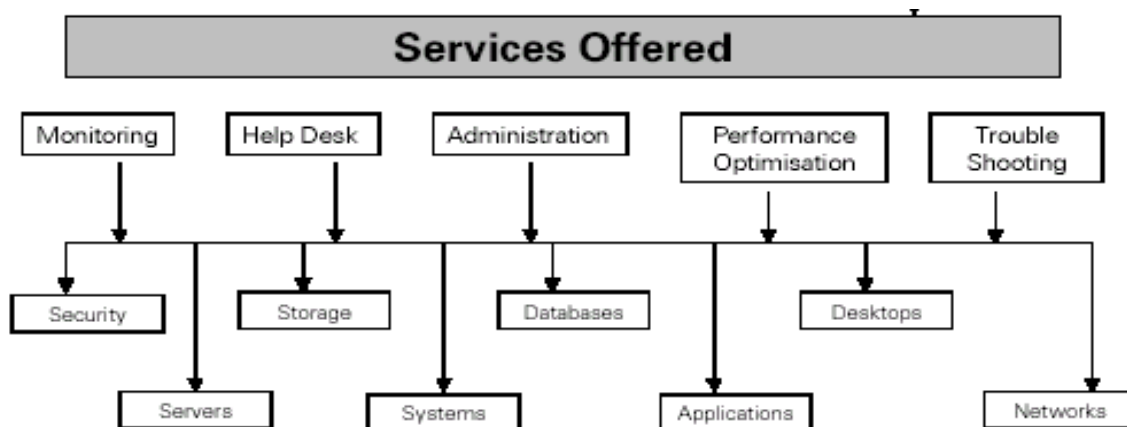 Services Offered
Monitoring
Help Desk
Administration
Performance
Optimisation
Trouble
Shooting
Security
Storage
Databases
Desktops
Servers
Systems
Applications
Networks